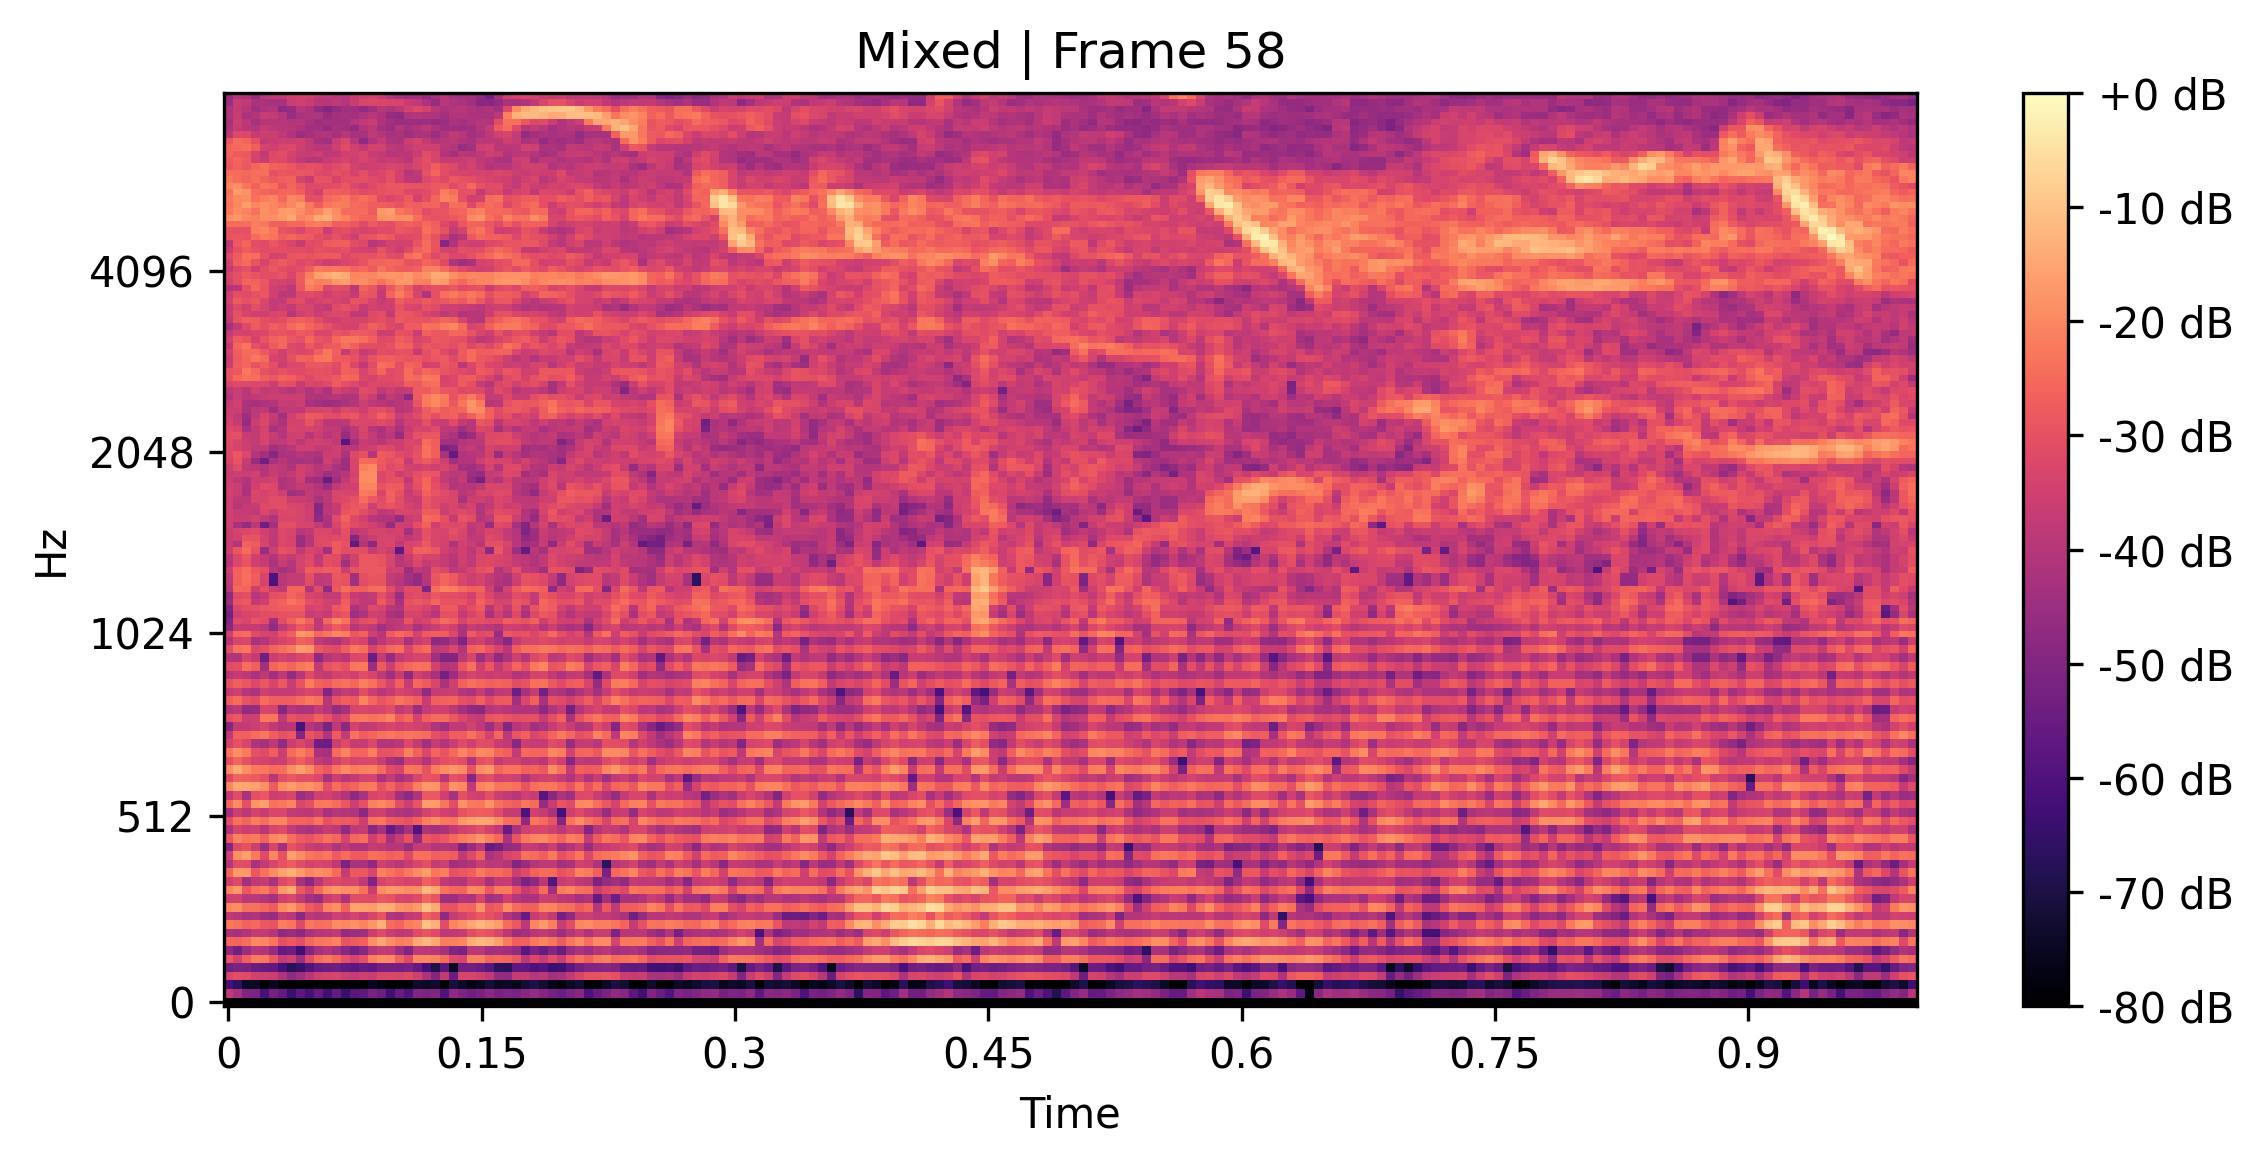 Mixed | Frame 58
Hz
4096
2048
1024
512
0
0 0.15 0.3 0.45 0.6 0.75 0.9
Time
+0 dB
-10 dB
-20 dB
-30 dB
-40 dB
-50 dB
-60 dB
-70 dB
-80 dB